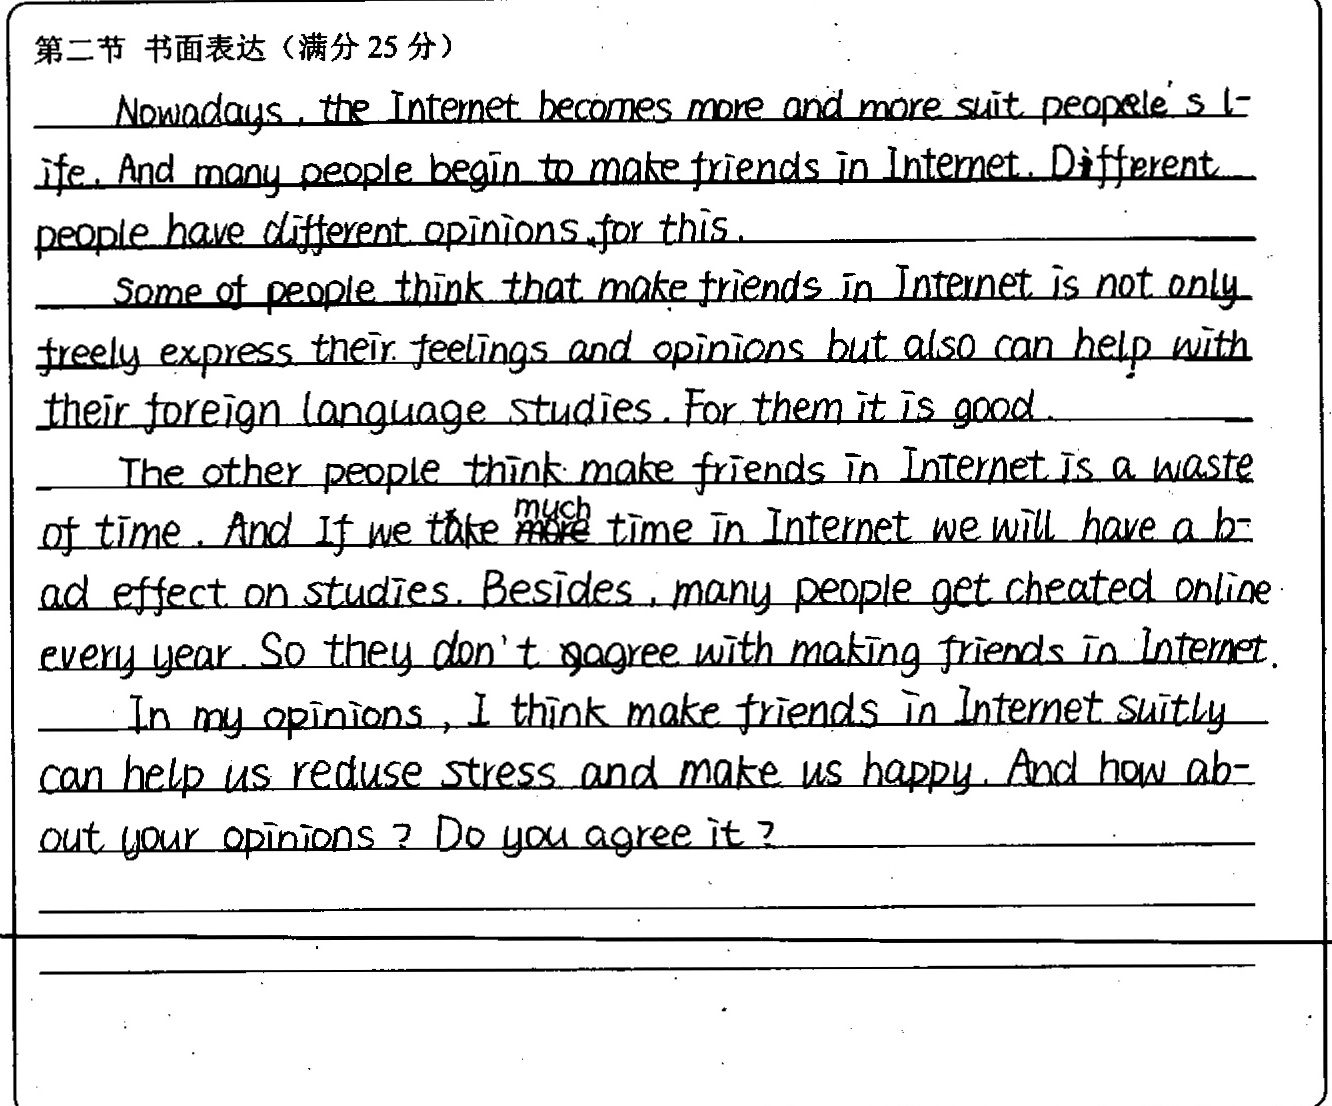 第二节 书面表达（满分 25 分）
Nowadays, the Internet becomes more and more suit peopele's l-
ife. And many people begin to make friends in Internet. Different
people have different opinions for this.
Some of people think that make friends in Internet is not only
freely express their feelings and opinions but also can help with
their foreign language studies. For them it is good.
The other people think make friends in Internet is a waste
of time. And If we take much time in Internet we will have a b-
ad effect on studies. Besides, many people get cheated online
every year. So they don't agree with making friends in Internet.
In my opinions, I think make friends in Internet suitly
can help us reduse stress and make us happy. And how ab-
out your opinions? Do you agree it?